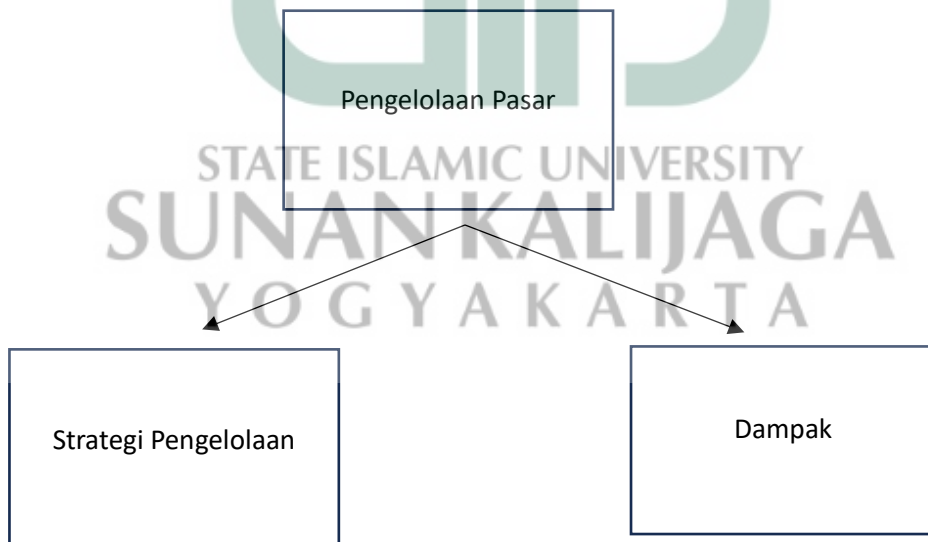 Pengelolaan Pasar
STATE ISLAMIC UNIVERSITY
SUNAN KALIJAGA
YOGYAKARTA
Strategi Pengelolaan
Dampak